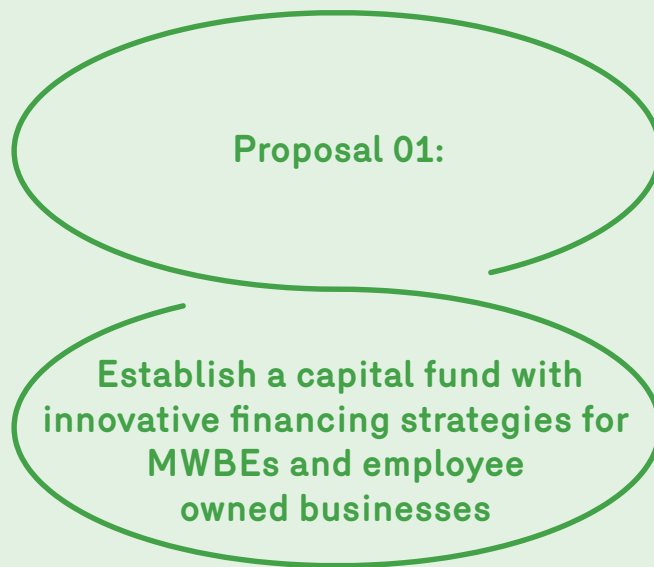 Proposal 01:
Establish a capital fund with
innovative financing strategies for
MWBEs and employee
owned businesses